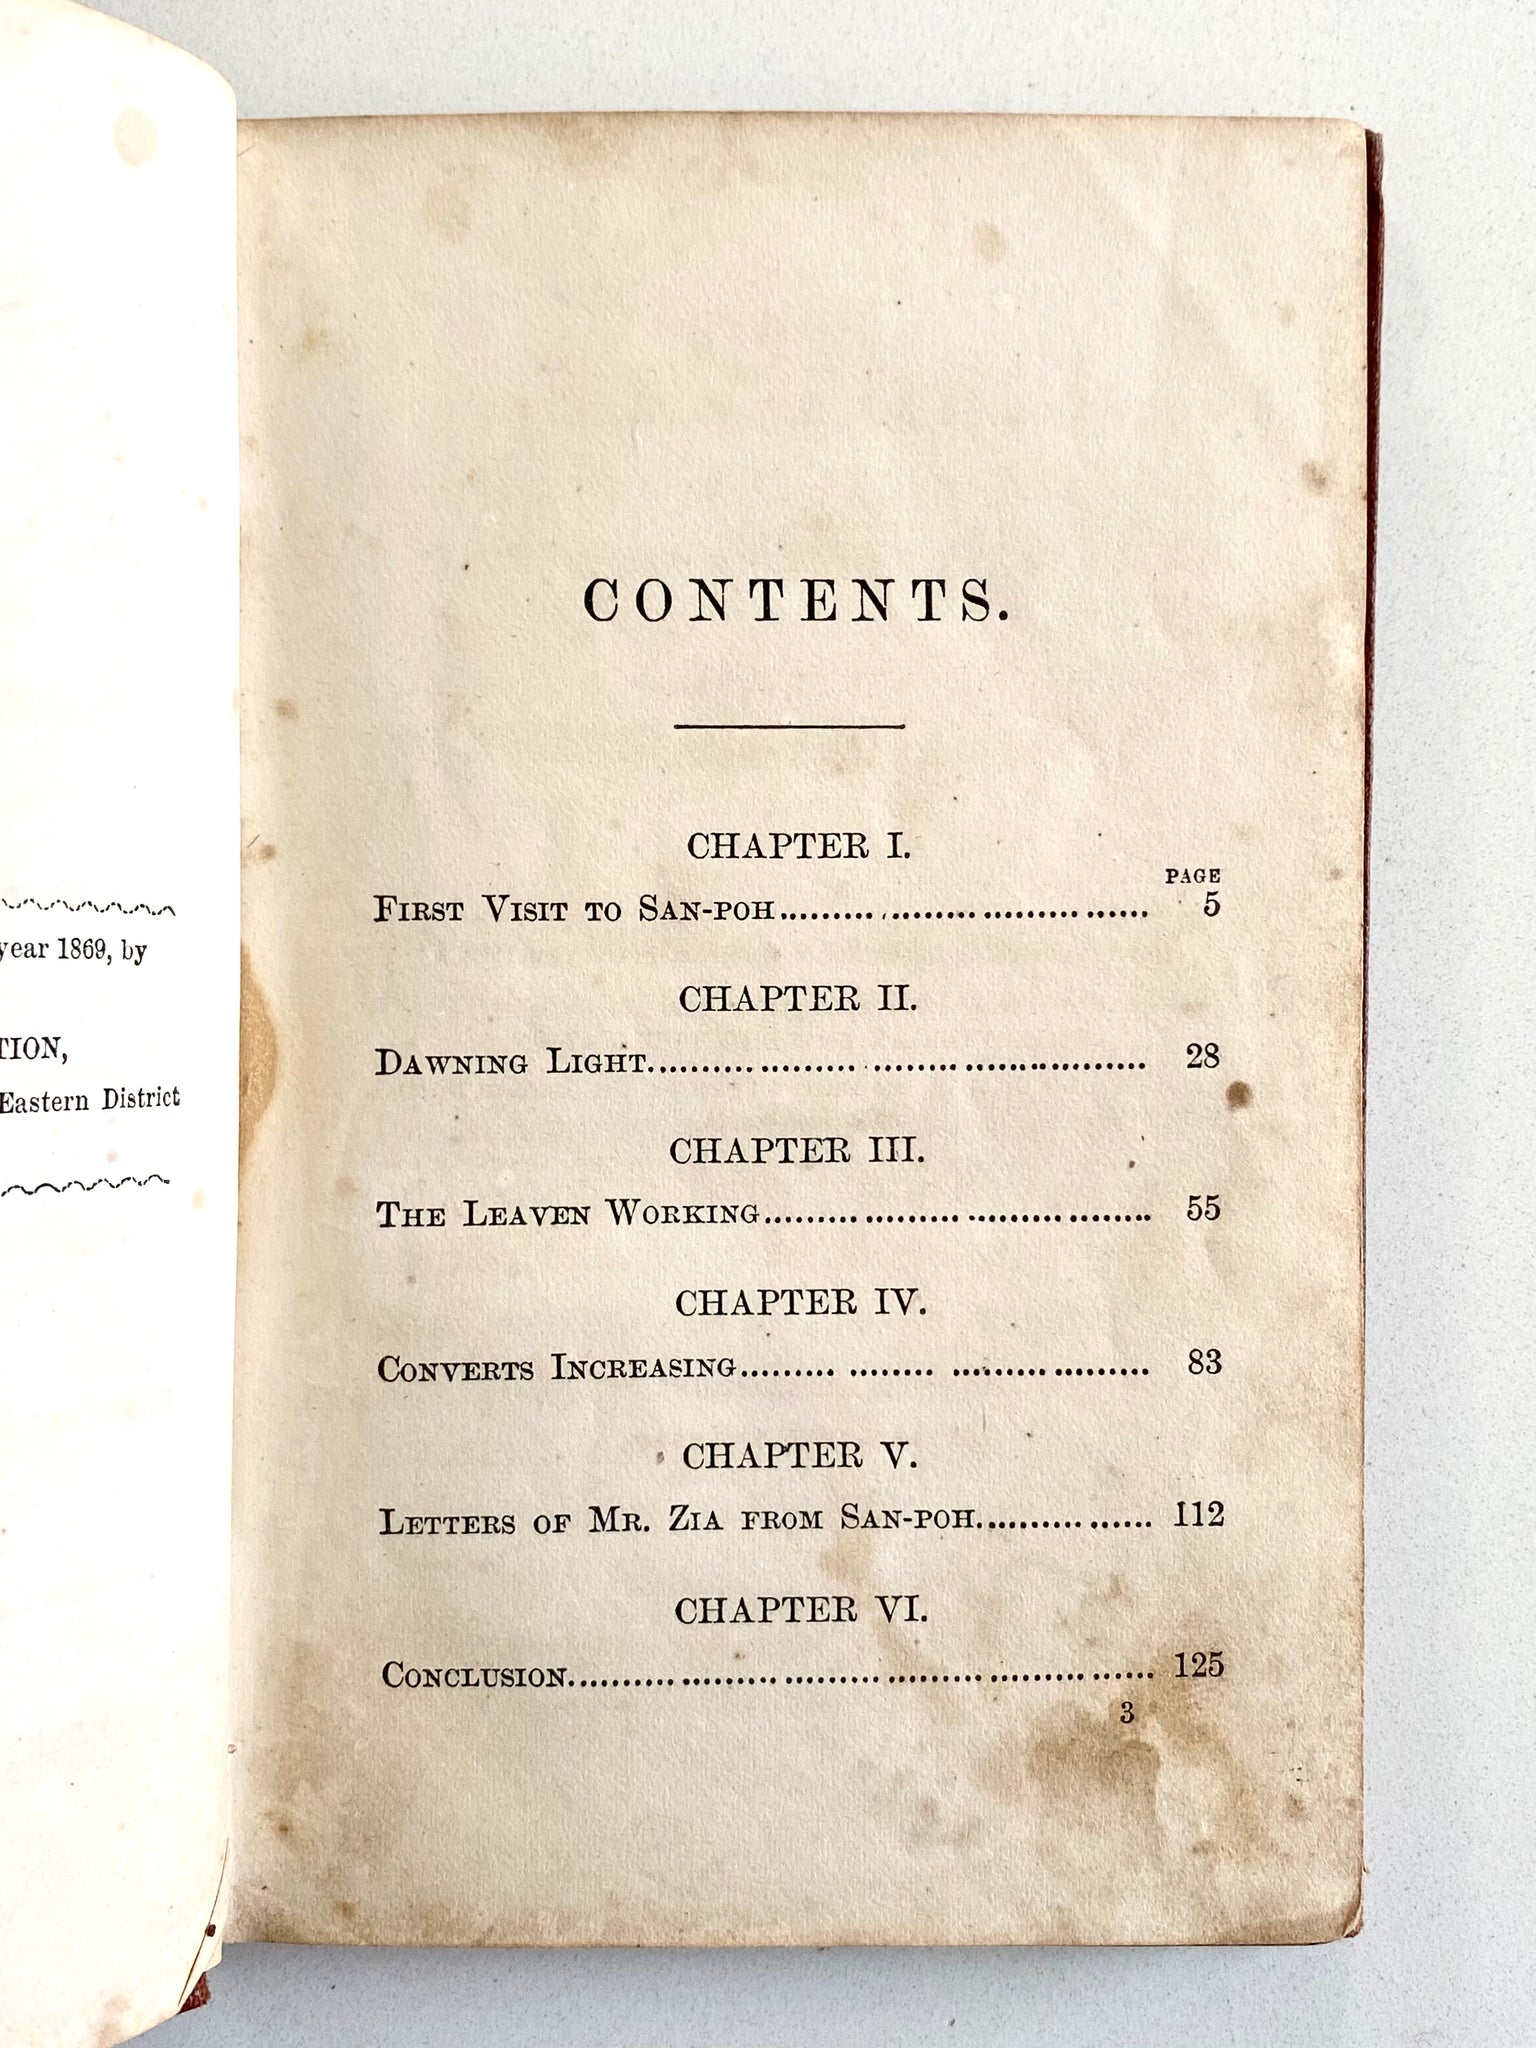 year 1869, by
TION,
Eastern District
CONTENTS.
CHAPTER I.
PAGE
FIRST VISIT TO SAN-POH.................................... 5
CHAPTER II.
DAWNING LIGHT................................................ 28
CHAPTER III.
THE LEAVEN WORKING.................................... 55
CHAPTER IV.
CONVERTS INCREASING.................................... 83
CHAPTER V.
LETTERS OF MR. ZIA FROM SAN-POH................ 112
CHAPTER VI.
CONCLUSION.................................................... 125
3